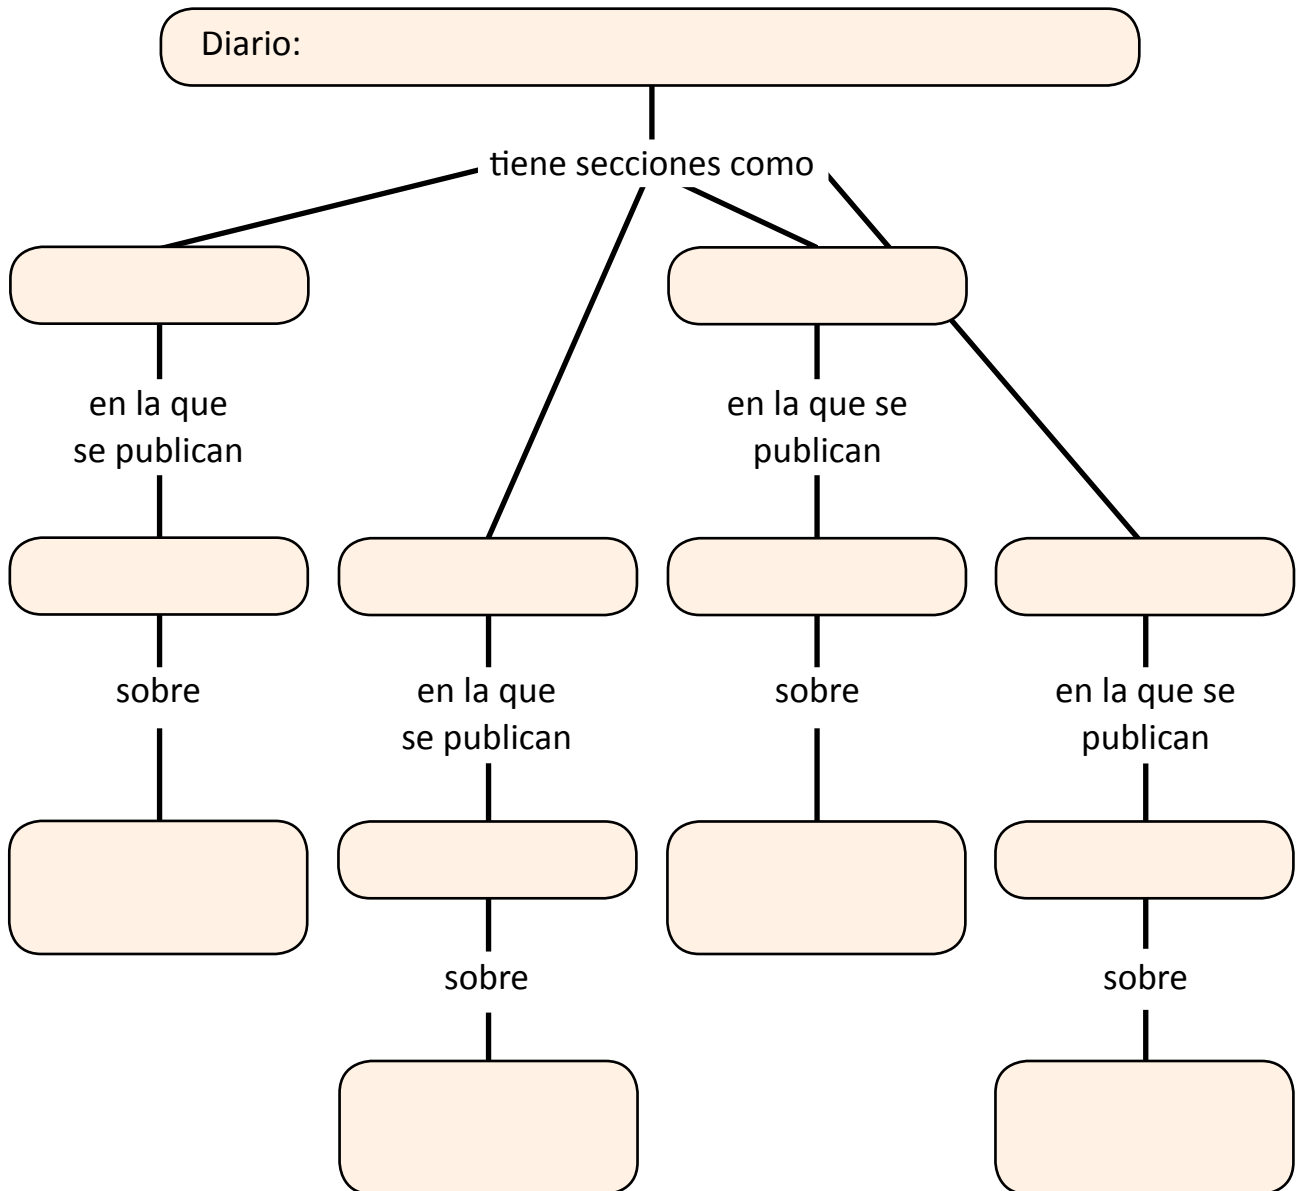 Diario:
tiene secciones como
en la que
se publican
en la que se
publican
sobre
en la que
se publican
sobre
en la que se
publican
sobre
sobre